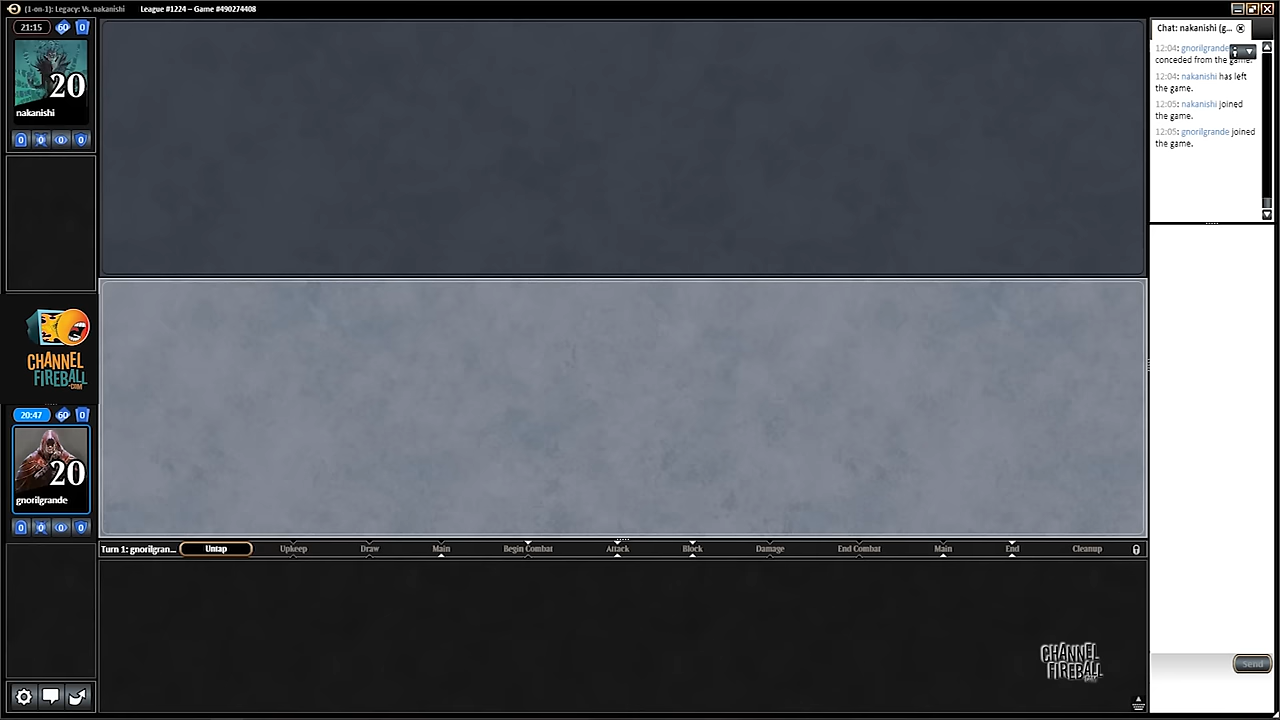 (1-on-1): Legacy: Vs. nakanishi League #1224 – Game #490274408
21:15 60 0
20
nakanishi
0 0 0 0
CHANNEL
FIREBALL
.COM
20:47 60 0
20
gnorilgrande
0 0 0 0
Turn 1: gnorilgran... Untap Upkeep Draw Main Begin Combat Attack Block Damage End Combat Main End Cleanup
CHANNEL
FIREBALL
Chat: nakanishi (g...
12:04: gnorilgrande
conceded from the game.
12:04: nakanishi has left
the game.
12:05: nakanishi joined
the game.
12:05: gnorilgrande joined
the game.
Send